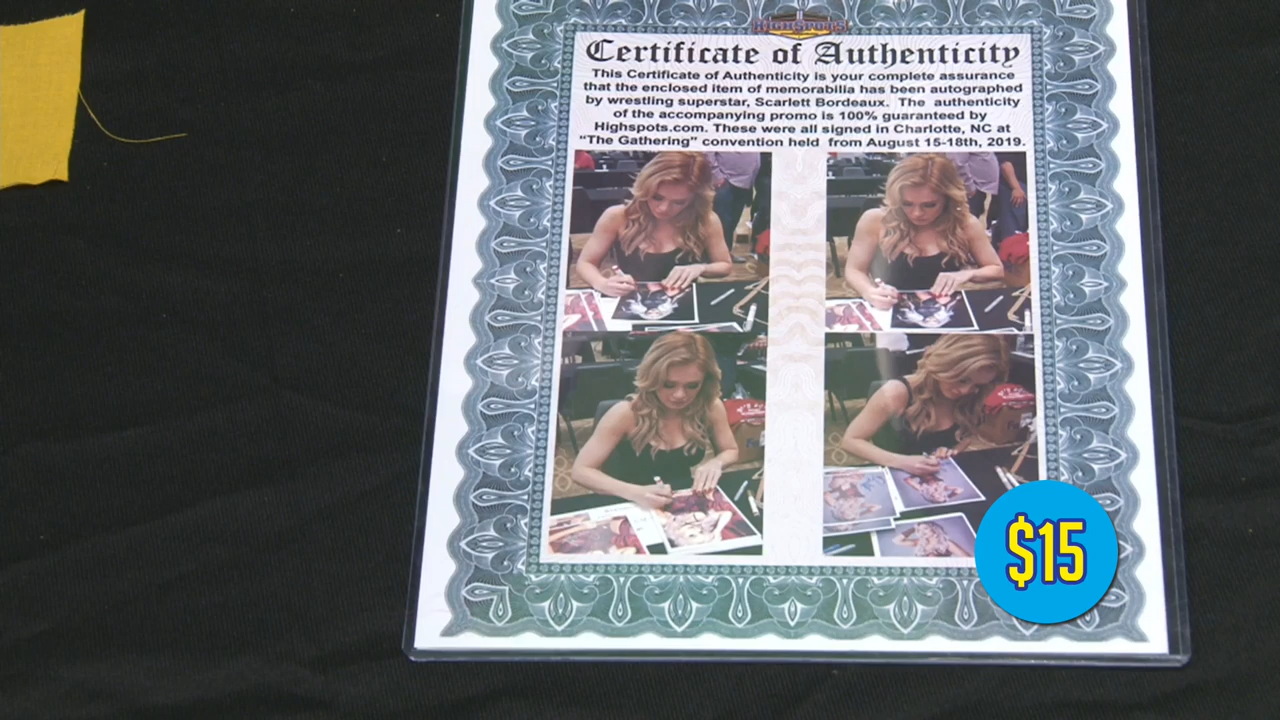 HIGHSPOTS
Certificate of Authenticity
This Certificate of Authenticity is your complete assurance
that the enclosed item of memorabilia has been autographed
by wrestling superstar, Scarlett Bordeaux. The authenticity
of the accompanying promo is 100% guaranteed by
Highspots.com. These were all signed in Charlotte, NC at
"The Gathering" convention held from August 15-18th, 2019.
$15